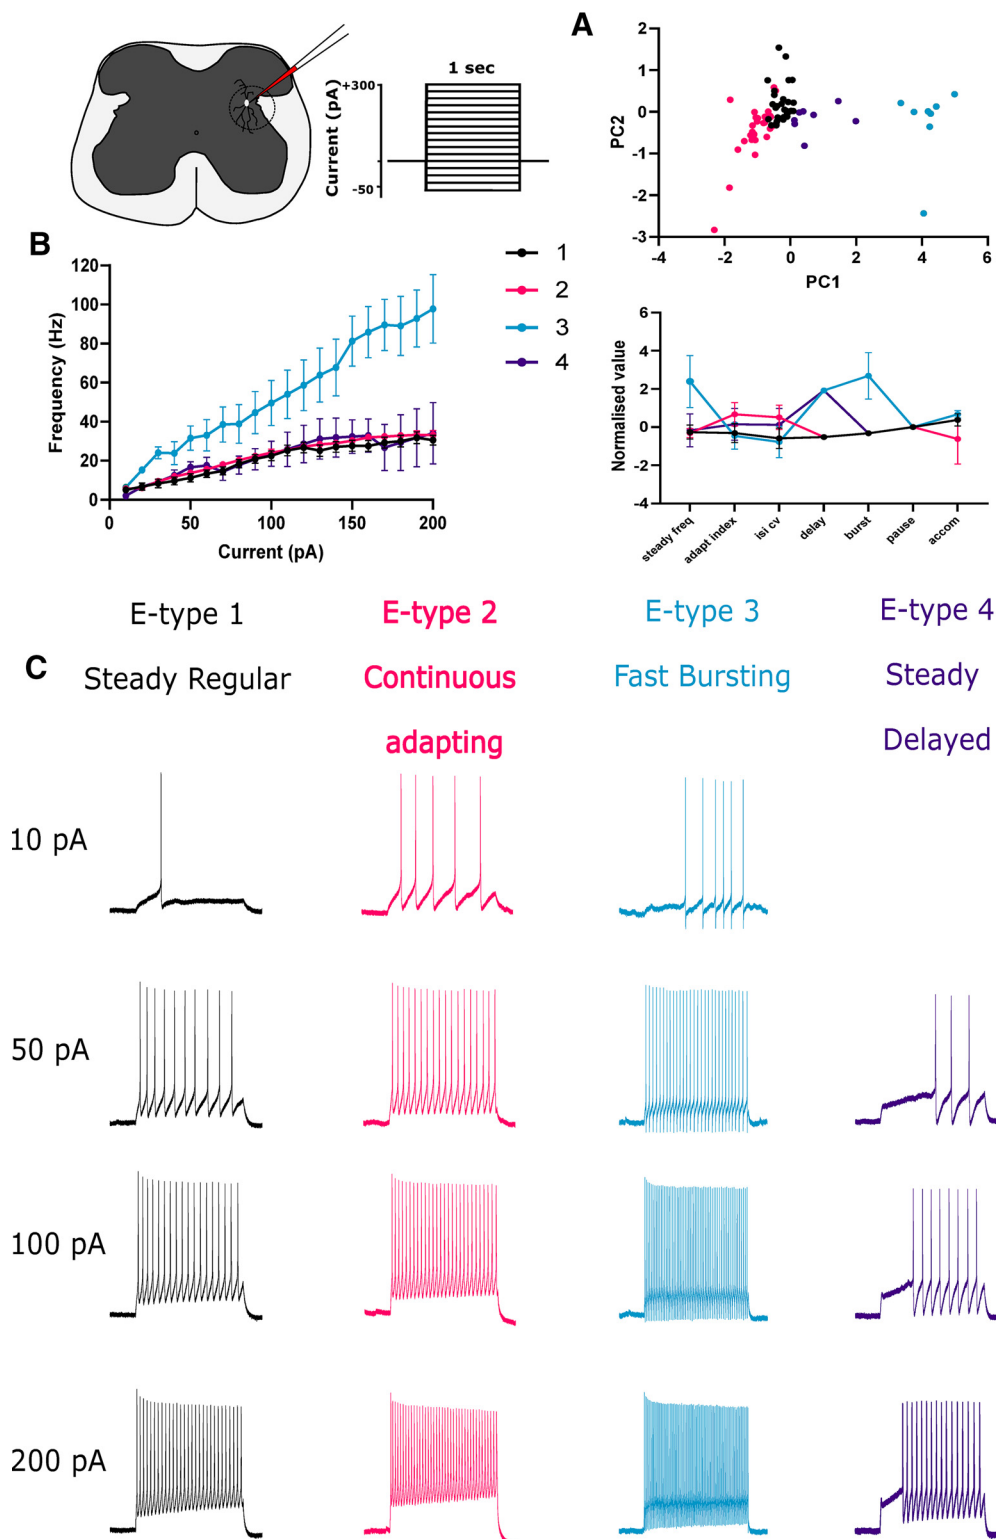 A
1 sec
+300
-50
Current (pA)
2
1
0
-1
-2
-3
PC2
-4
-2
0
2
4
6
PC1
B
120
100
80
60
40
20
0
Frequency (Hz)
0
50
100
150
200
Current (pA)
1
2
3
4
6
4
2
0
-2
-4
Normalised value
steady freq
adapt index
isi cv
delay
burst
pause
accom
E-type 1
E-type 2
E-type 3
E-type 4
C
Steady Regular
Continuous
adapting
Fast Bursting
Steady
Delayed
10 pA
50 pA
100 pA
200 pA